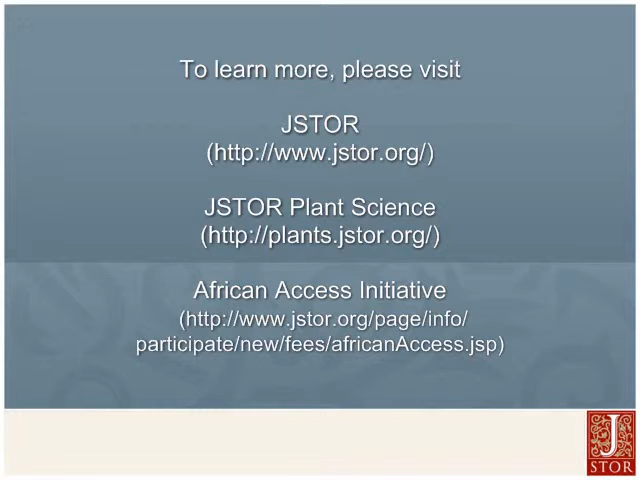 To learn more, please visit
JSTOR
(http://www.jstor.org/)
JSTOR Plant Science
(http://plants.jstor.org/)
African Access Initiative
(http://www.jstor.org/page/info/
participate/new/fees/africanAccess.jsp)
J
STOR